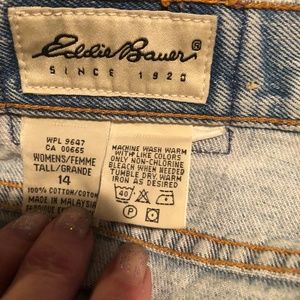 Eddie Bauer®
SINCE 1920
WPL 9647
CA 00665
WOMENS/FEMME
TALL/GRANDE
14
100% COTTON/COTON
MADE IN MALAYSIA
MACHINE WASH WARM
WITH LIKE COLORS
ONLY NON-CHLORINE
BLEACH WHEN NEEDED
TUMBLE DRY, WARM
IRON AS DESIRED
40
P